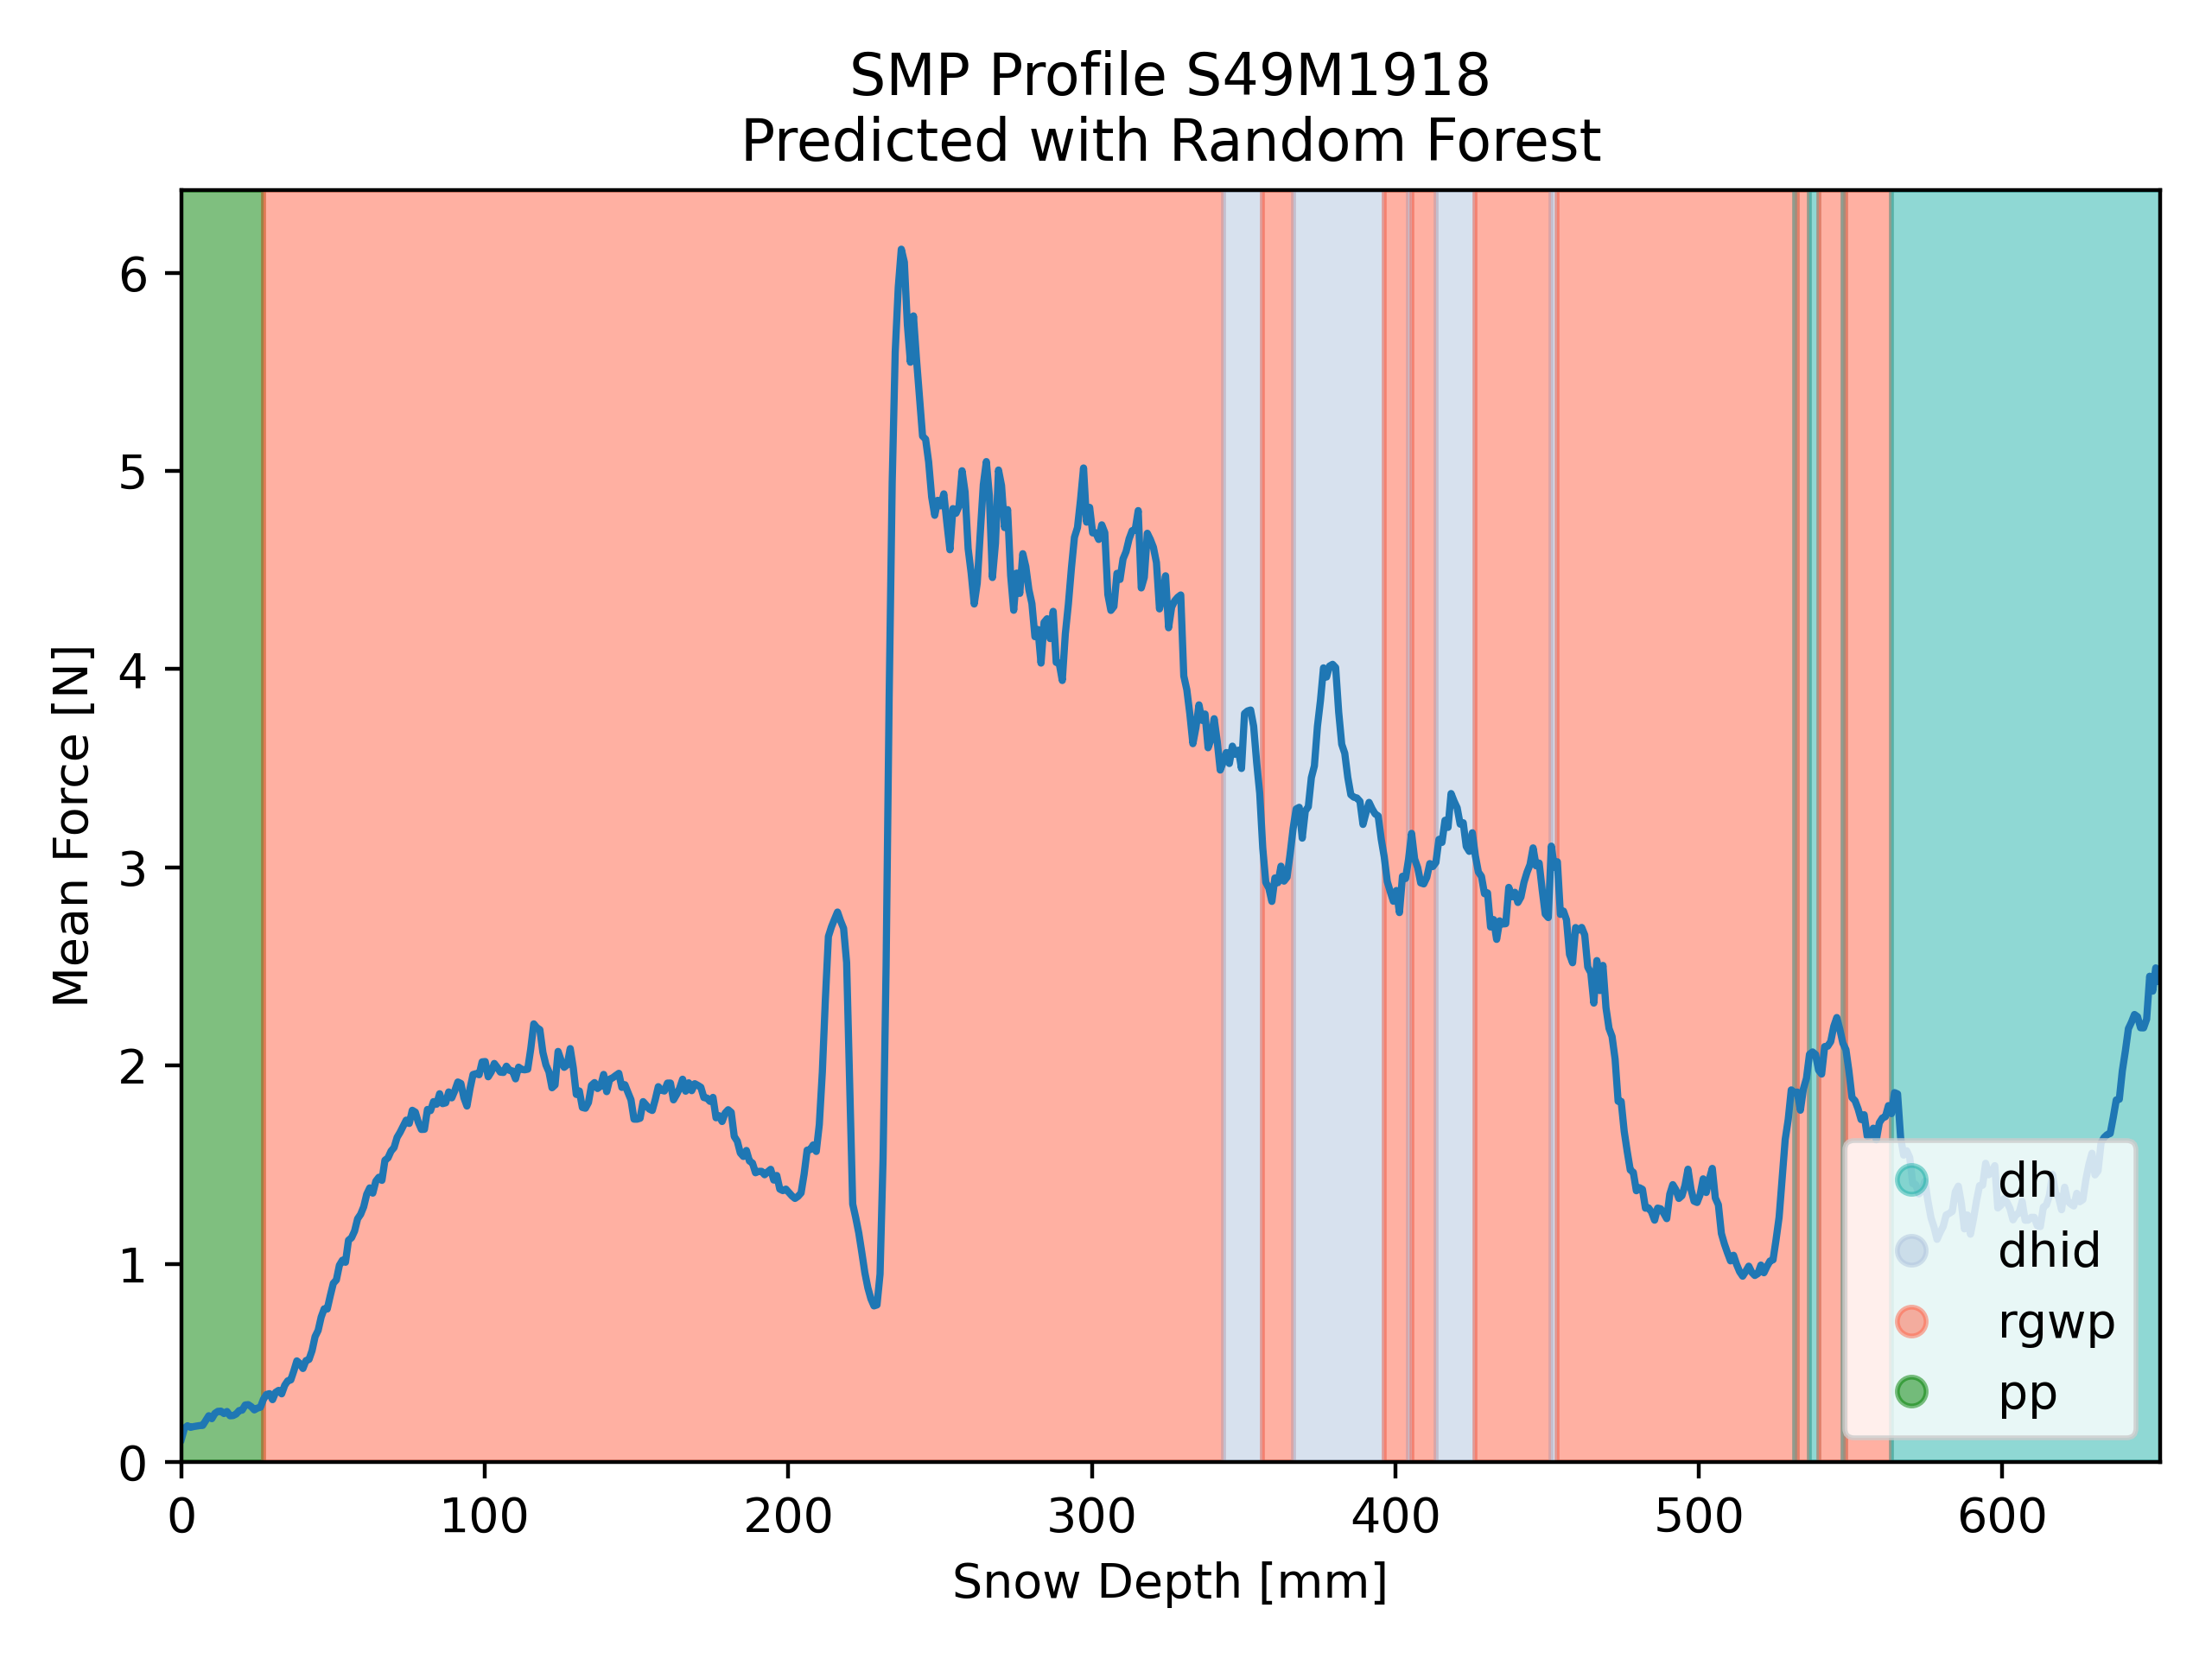 SMP Profile S49M1918
Predicted with Random Forest
6
5
4
3
2
1
0
Mean Force [N]
0 100 200 300 400 500 600
Snow Depth [mm]
dh
dhid
rgwp
pp